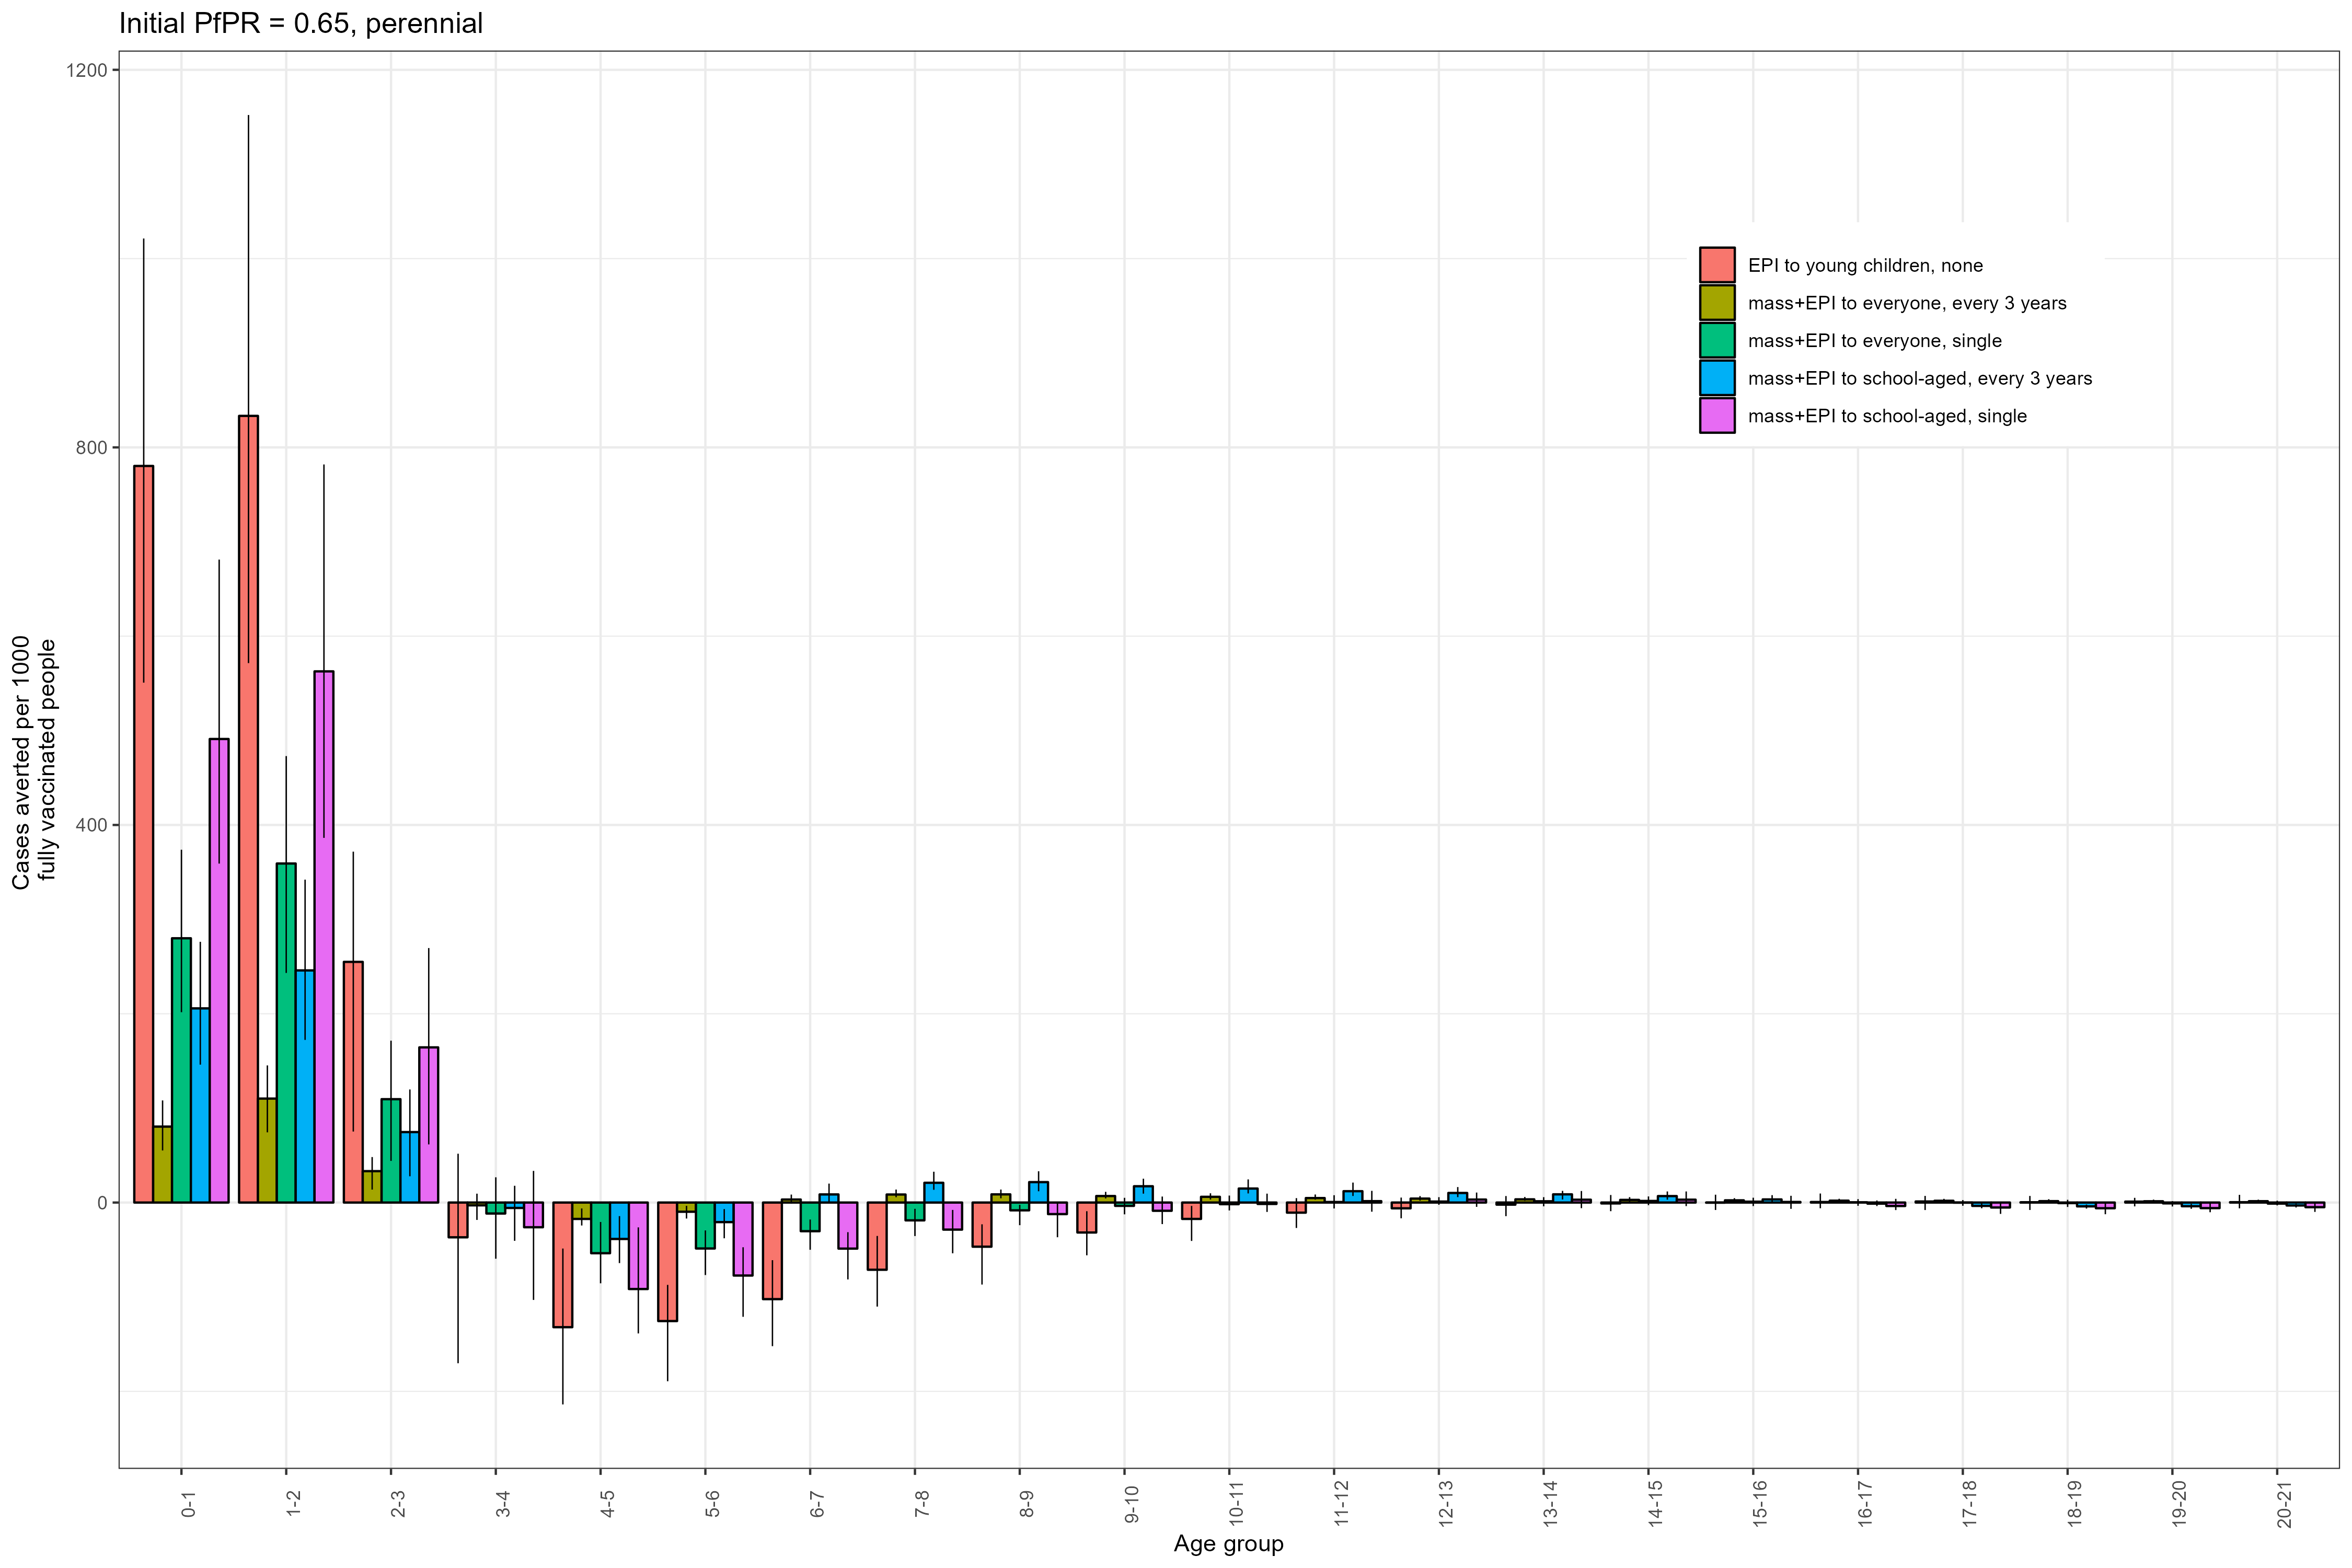 Initial PfPR = 0.65, perennial
Cases averted per 1000
fully vaccinated people
1200
800
400
0
EPI to young children, none
mass+EPI to everyone, every 3 years
mass+EPI to everyone, single
mass+EPI to school-aged, every 3 years
mass+EPI to school-aged, single
0-1
1-2
2-3
3-4
4-5
5-6
6-7
7-8
8-9
9-10
10-11
11-12
12-13
13-14
14-15
15-16
16-17
17-18
18-19
19-20
20-21
Age group